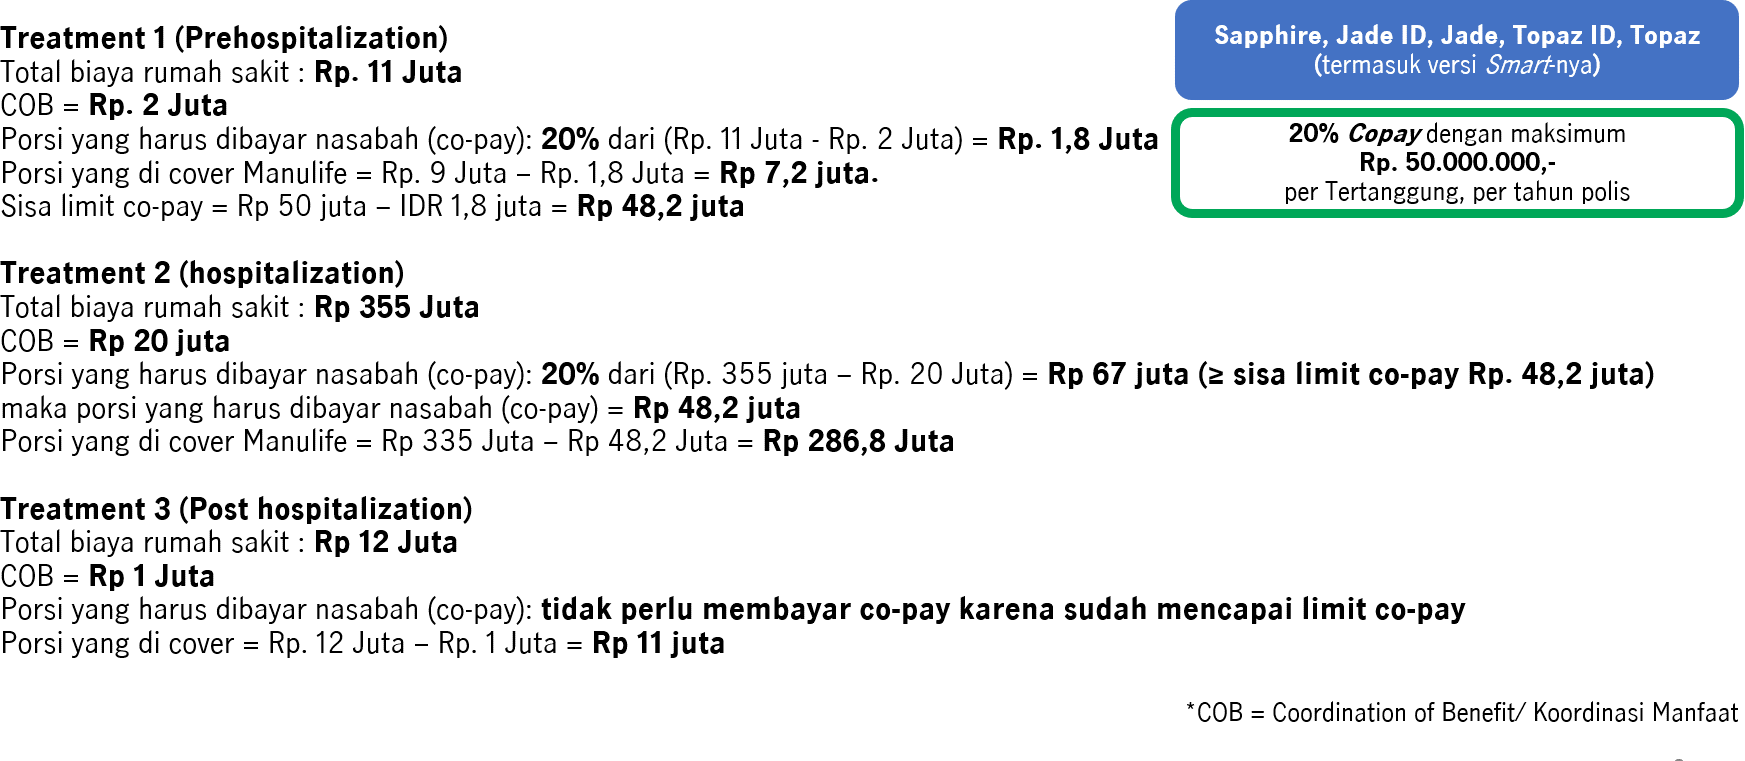 Treatment 1 (Prehospitalization)
Total biaya rumah sakit : Rp. 11 Juta
COB = Rp. 2 Juta
Porsi yang harus dibayar nasabah (co-pay): 20% dari (Rp. 11 Juta - Rp. 2 Juta) = Rp. 1,8 Juta
Porsi yang di cover Manulife = Rp. 9 Juta – Rp. 1,8 Juta = Rp 7,2 juta.
Sisa limit co-pay = Rp 50 juta – IDR 1,8 juta = Rp 48,2 juta
Sapphire, Jade ID, Jade, Topaz ID, Topaz
(termasuk versi Smart-nya)
20% Copay dengan maksimum
Rp. 50.000.000,-
per Tertanggung, per tahun polis
Treatment 2 (hospitalization)
Total biaya rumah sakit : Rp 355 Juta
COB = Rp 20 juta
Porsi yang harus dibayar nasabah (co-pay): 20% dari (Rp. 355 juta – Rp. 20 Juta) = Rp 67 juta (≥ sisa limit co-pay Rp. 48,2 juta)
maka porsi yang harus dibayar nasabah (co-pay) = Rp 48,2 juta
Porsi yang di cover Manulife = Rp 335 Juta – Rp 48,2 Juta = Rp 286,8 Juta
Treatment 3 (Post hospitalization)
Total biaya rumah sakit : Rp 12 Juta
COB = Rp 1 Juta
Porsi yang harus dibayar nasabah (co-pay): tidak perlu membayar co-pay karena sudah mencapai limit co-pay
Porsi yang di cover = Rp. 12 Juta – Rp. 1 Juta = Rp 11 juta
*COB = Coordination of Benefit/ Koordinasi Manfaat